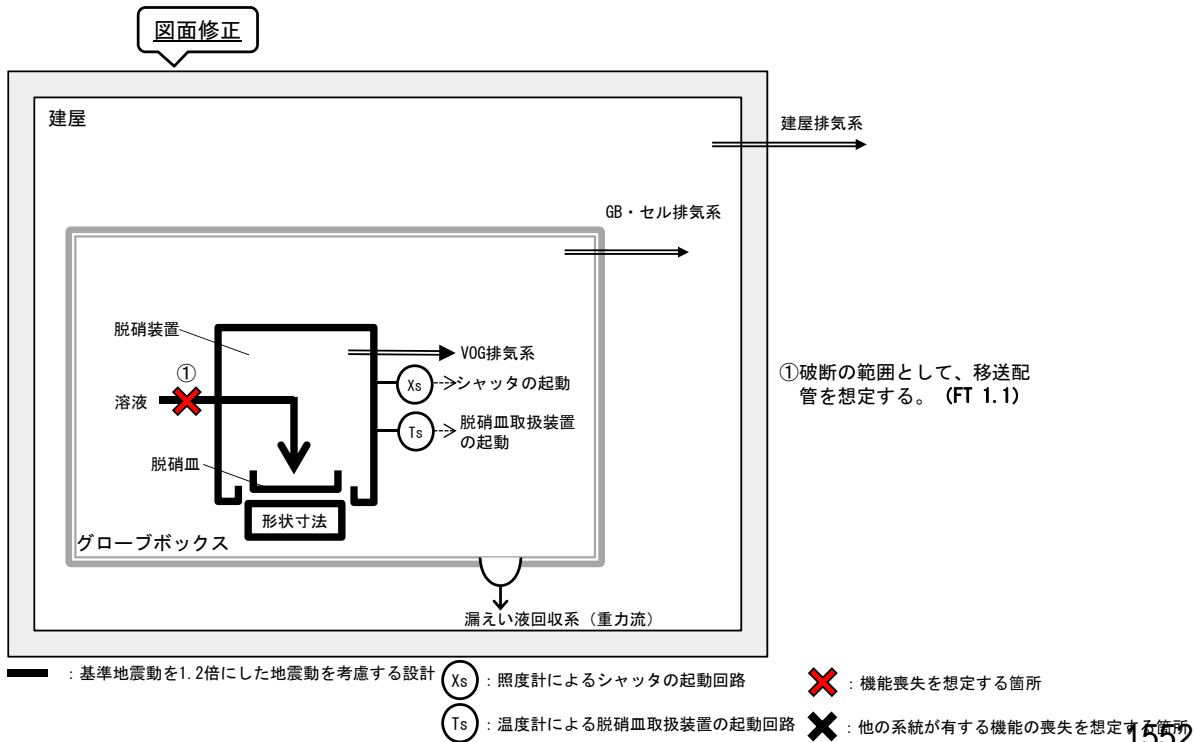 図面修正
建屋
建屋排気系
GB・セル排気系
脱硝装置
VOG排気系
①
Xs
シャッタの起動
溶液
Ts
脱硝皿取扱装置
の起動
脱硝皿
形状寸法
グローブボックス
漏えい液回収系（重力流）
①破断の範囲として、移送配
管を想定する。(FT 1.1)
：基準地震動を1.2倍にした地震動を考慮する設計
Xs ：照度計によるシャッタの起動回路
：機能喪失を想定する箇所
Ts ：温度計による脱硝皿取扱装置の起動回路
：他の系統が有する機能の喪失を想定する箇所
1552